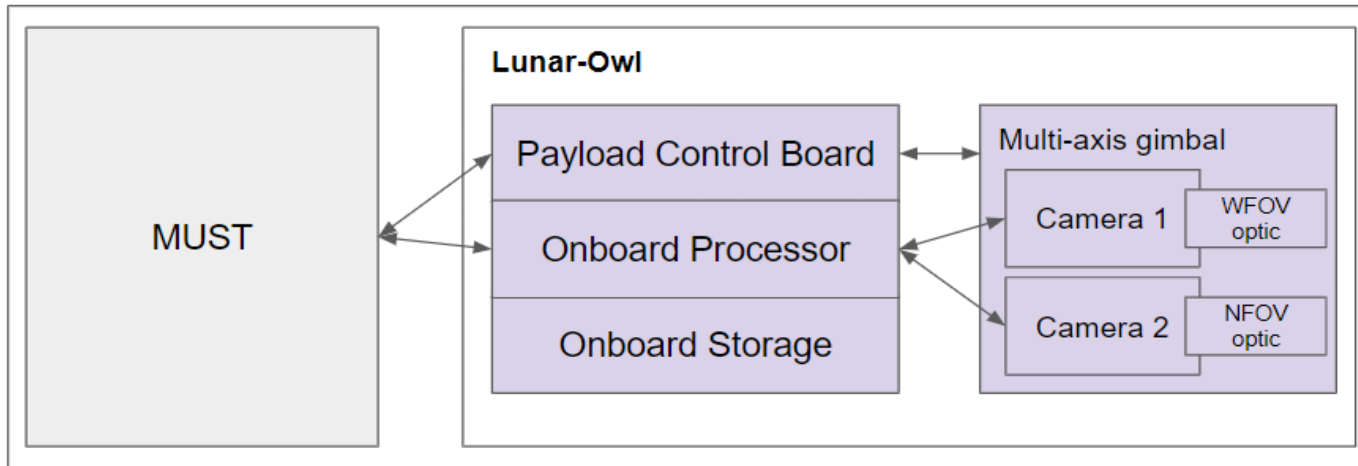 Lunar-Owl
MUST
Payload Control Board
Onboard Processor
Onboard Storage
Multi-axis gimbal
Camera 1
WFOV
optic
Camera 2
NFOV
optic